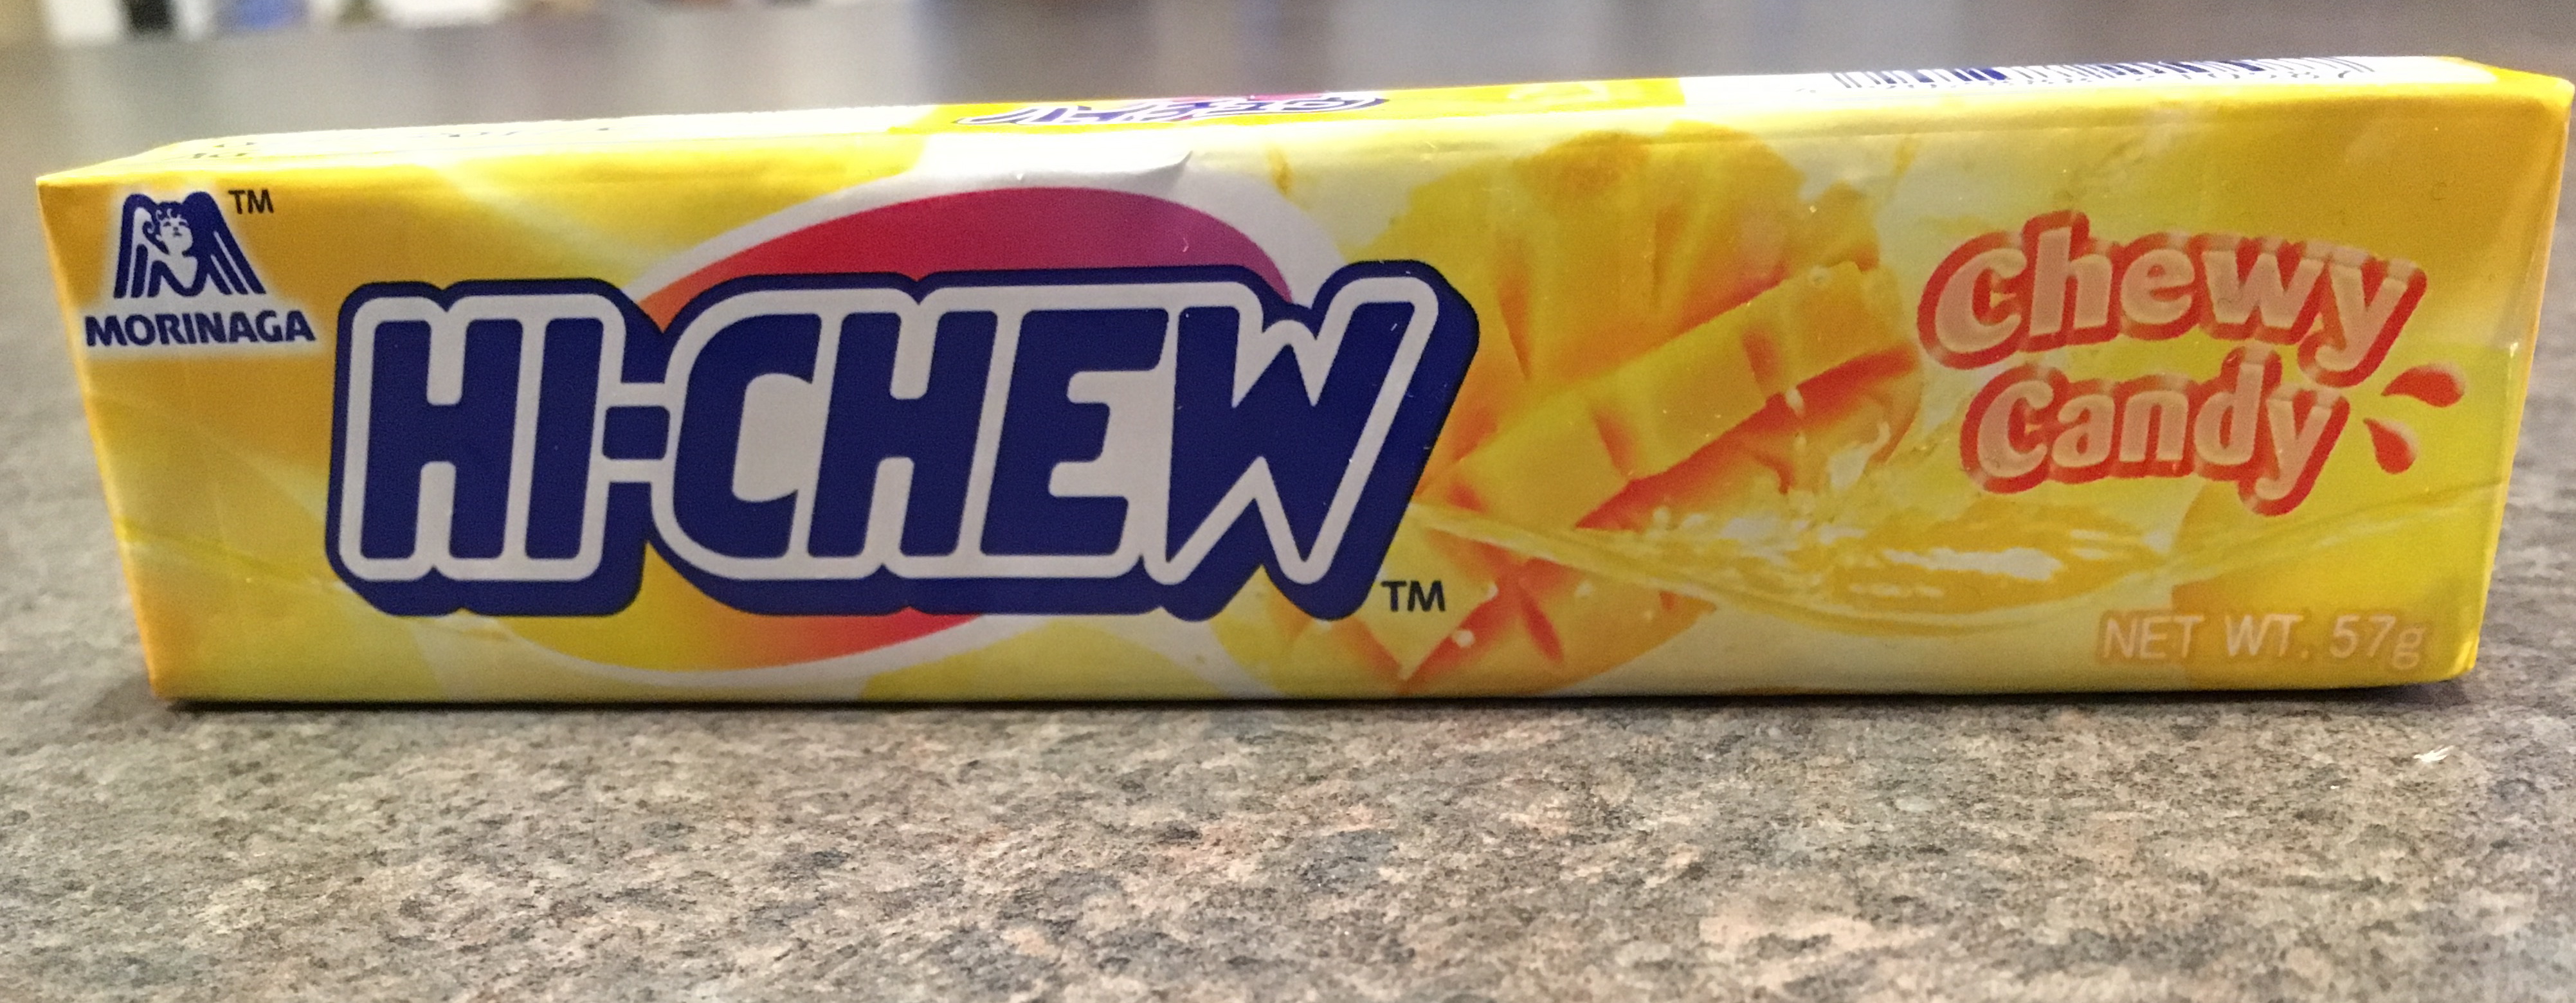 TM
MORINAGA
HI-CHEW
TM
Chewy
Candy
NET WT. 57g